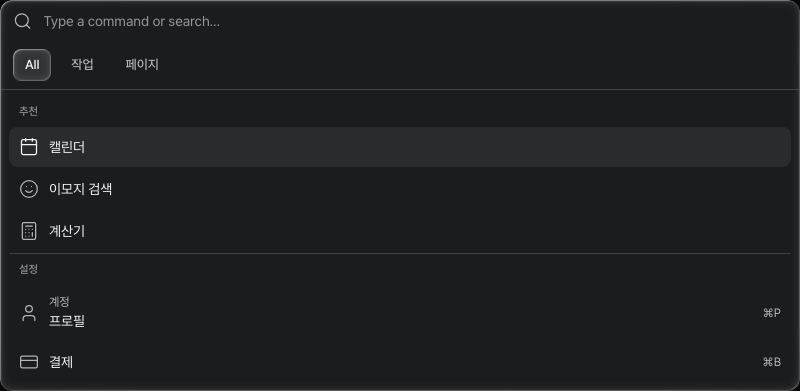 Type a command or search...
All 작업 페이지
추천
캘린더
이모지 검색
계산기
설정
계정
프로필 ⌘P
결제 ⌘B